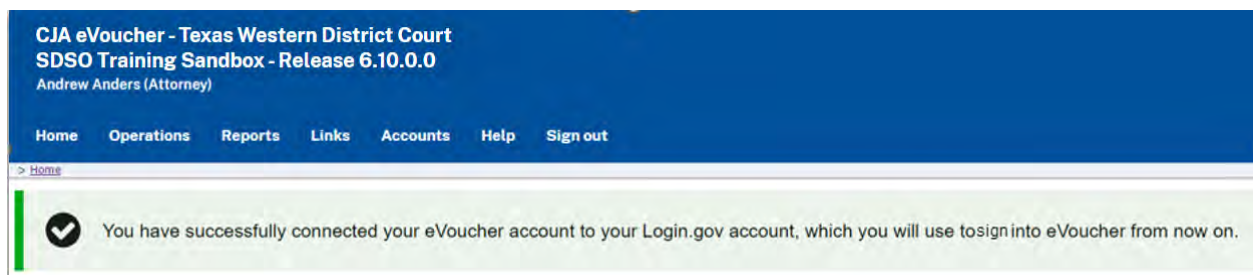 CJA eVoucher - Texas Western District Court
SDSO Training Sandbox - Release 6.10.0.0
Andrew Anders (Attorney)
Home Operations Reports Links Accounts Help Sign out
> Home
You have successfully connected your eVoucher account to your Login.gov account, which you will use tosign into eVoucher from now on.